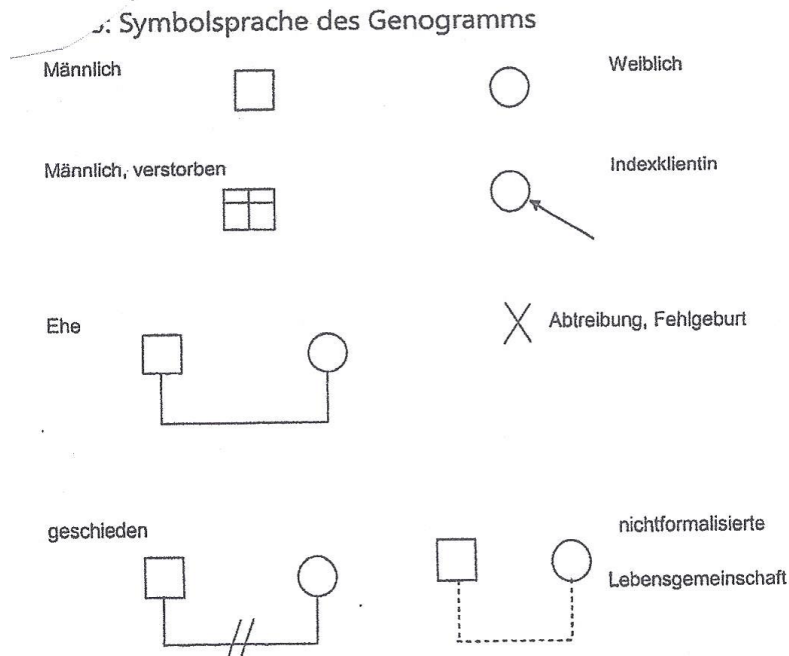 Symbolsprache des Genogramms
Männlich
Weiblich
Männlich, verstorben
Indexklientin
Ehe
Abtreibung, Fehlgeburt
geschieden
nichtformalisierte
Lebensgemeinschaft